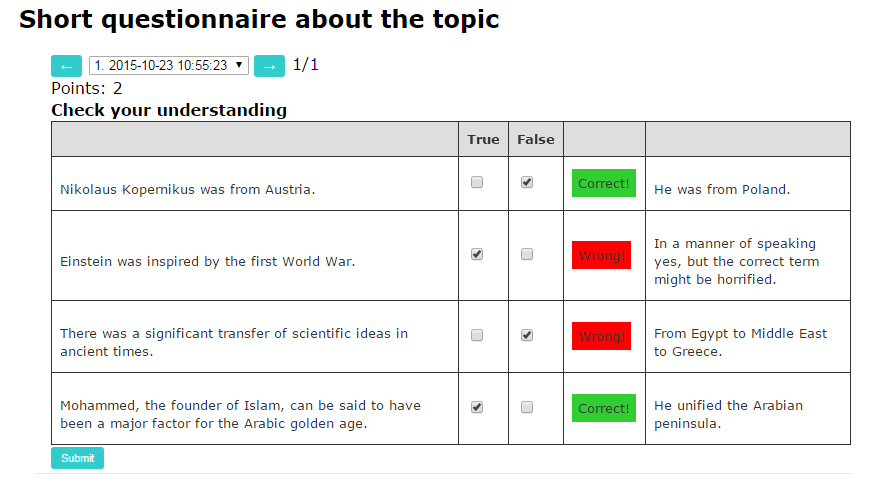 Short questionnaire about the topic
← 1. 2015-10-23 10:55:23 ▼ → 1/1
Points: 2
Check your understanding
True False
Nikolaus Kopernikus was from Austria. Correct! He was from Poland.
Einstein was inspired by the first World War. Wrong! In a manner of speaking
yes, but the correct term
might be horrified.
There was a significant transfer of scientific ideas in
ancient times. Wrong! From Egypt to Middle East
to Greece.
Mohammed, the founder of Islam, can be said to have
been a major factor for the Arabic golden age. Correct! He unified the Arabian
peninsula.
Submit